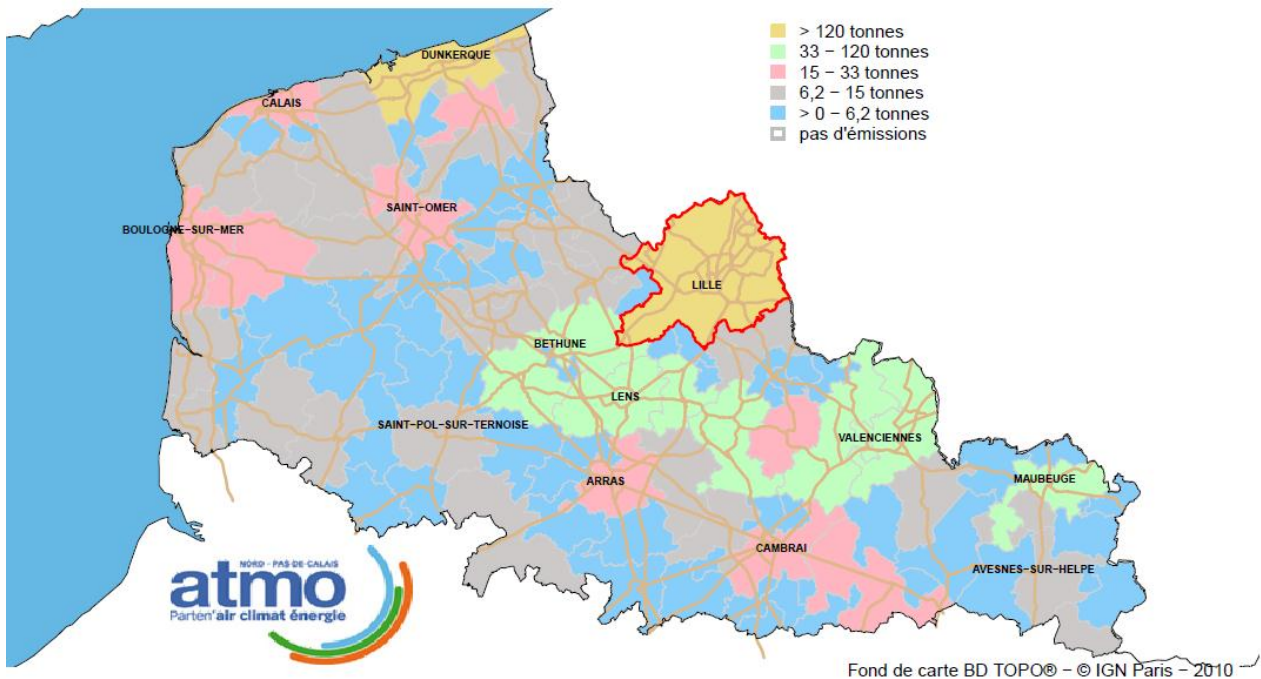 > 120 tonnes
33 − 120 tonnes
15 − 33 tonnes
6,2 − 15 tonnes
> 0 − 6,2 tonnes
pas d'émissions
DUNKERQUE
CALAIS
SAINT−OMER
BOULOGNE−SUR−MER
LILLE
BETHUNE
LENS
SAINT−POL−SUR−TERNOISE
VALENCIENNES
ARRAS
MAUBEUGE
CAMBRAI
AVESNES−SUR−HELPE
NORD - PAS-DE-CALAIS
atmo
Parten'air climat énergie
Fond de carte BD TOPO® − © IGN Paris − 2010